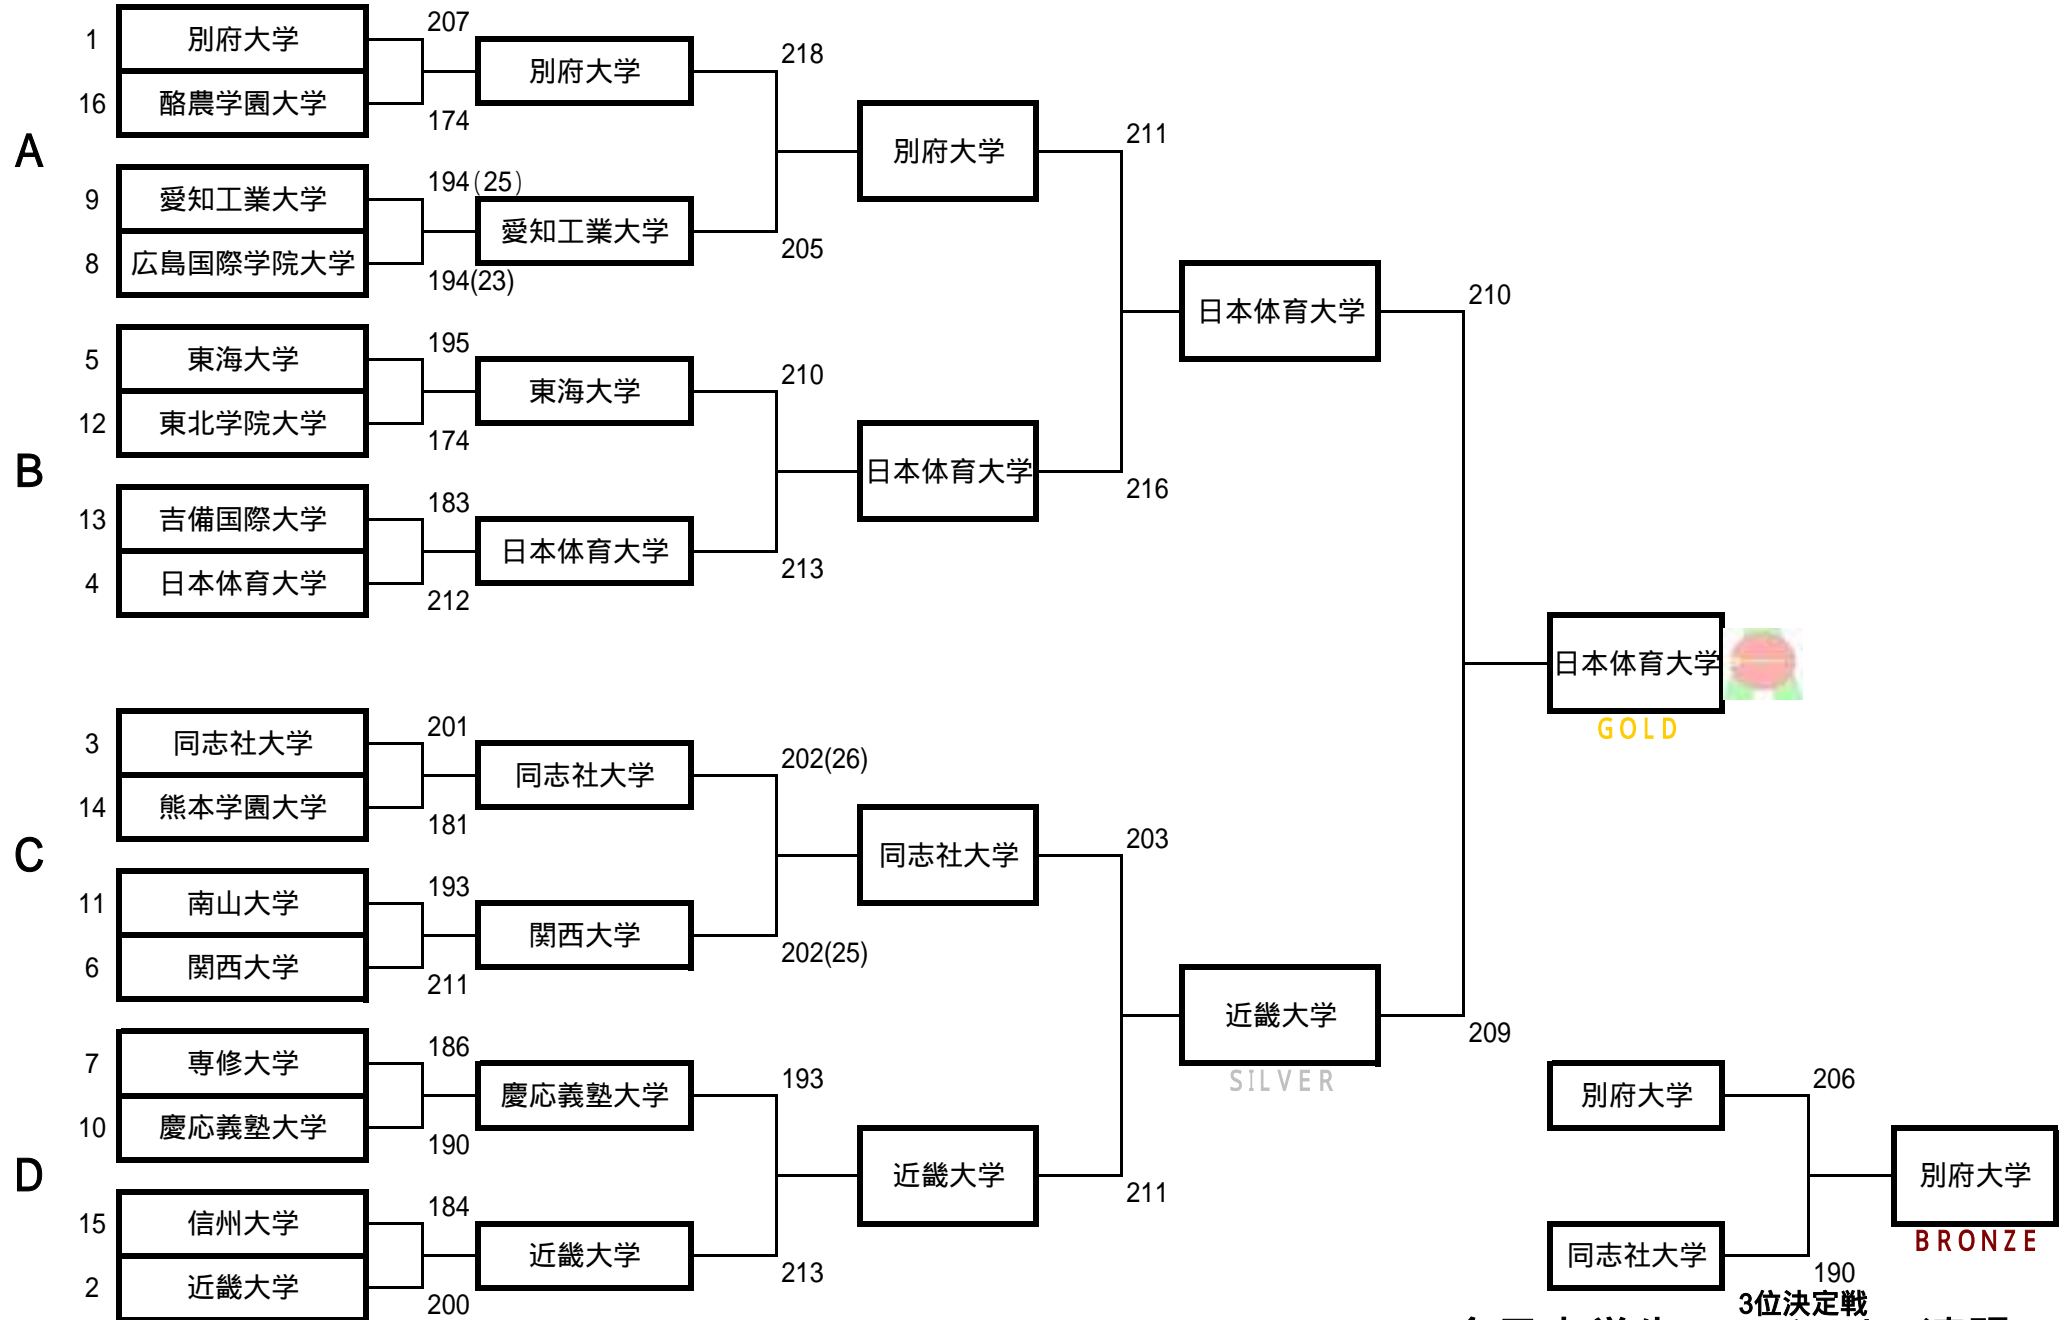 A
1 別府大学 207
16 酪農学園大学 174
別府大学 218
9 愛知工業大学 194(25)
8 広島国際学院大学 194(23)
愛知工業大学 205
別府大学 211
B
5 東海大学 195
12 東北学院大学 174
東海大学 210
13 吉備国際大学 183
4 日本体育大学 212
日本体育大学 213
日本体育大学 216
日本体育大学 210
C
3 同志社大学 201
14 熊本学園大学 181
同志社大学 202(26)
11 南山大学 193
6 関西大学 211
関西大学 202(25)
同志社大学 203
D
7 専修大学 186
10 慶応義塾大学 190
慶応義塾大学 193
15 信州大学 184
2 近畿大学 200
近畿大学 213
近畿大学 211
近畿大学 209
SILVER
日本体育大学
GOLD
別府大学 206
同志社大学 190
3位決定戦
別府大学
BRONZE